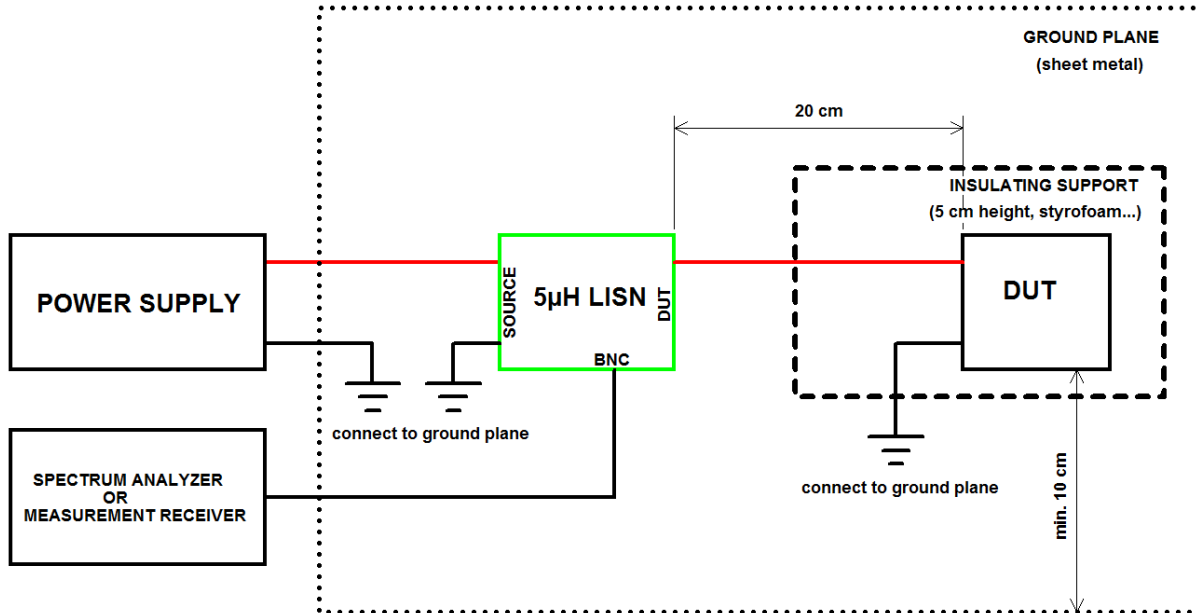 GROUND PLANE
(sheet metal)
20 cm
INSULATING SUPPORT
(5 cm height, styrofoam...)
POWER SUPPLY
SOURCE
5µH LISN
DUT
BNC
DUT
connect to ground plane
SPECTRUM ANALYZER
OR
MEASUREMENT RECEIVER
connect to ground plane
min. 10 cm